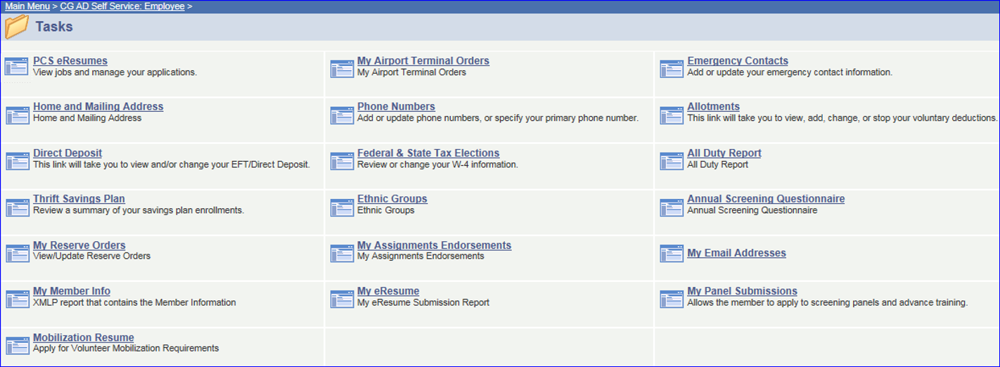 Main Menu > CG AD Self Service: Employee >
Tasks
PCS eResumes
View jobs and manage your applications.
My Airport Terminal Orders
My Airport Terminal Orders
Emergency Contacts
Add or update your emergency contact information.
Home and Mailing Address
Home and Mailing Address
Phone Numbers
Add or update phone numbers, or specify your primary phone number.
Allotments
This link will take you to view, add, change, or stop your voluntary deductions.
Direct Deposit
This link will take you to view and/or change your EFT/Direct Deposit.
Federal & State Tax Elections
Review or change your W-4 information.
All Duty Report
All Duty Report
Thrift Savings Plan
Review a summary of your savings plan enrollments.
Ethnic Groups
Ethnic Groups
Annual Screening Questionnaire
Annual Screening Questionnaire
My Reserve Orders
View/Update Reserve Orders
My Assignments Endorsements
My Assignments Endorsements
My Email Addresses
My Member Info
XMLP report that contains the Member Information
My eResume
My eResume Submission Report
My Panel Submissions
Allows the member to apply to screening panels and advance training.
Mobilization Resume
Apply for Volunteer Mobilization Requirements